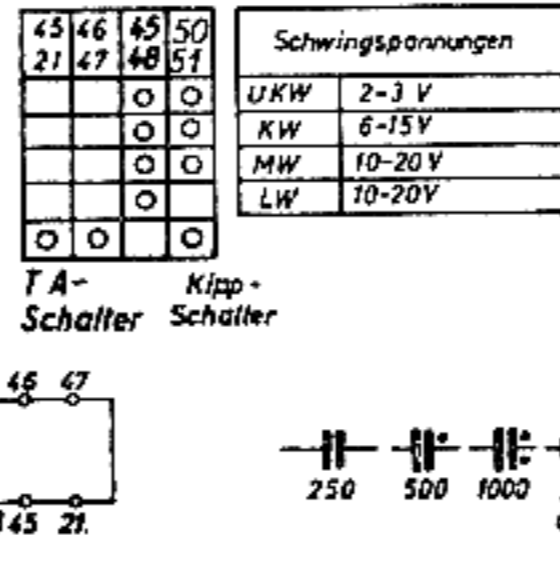 45 46 45 50
21 47 48 51
Schwingspannungen
UKW 2-3 V
KW 6-15V
MW 10-20 V
LW 10-20V
TA- Kipp-
Schalter Schalter
46 47
45 21.
250 500 1000